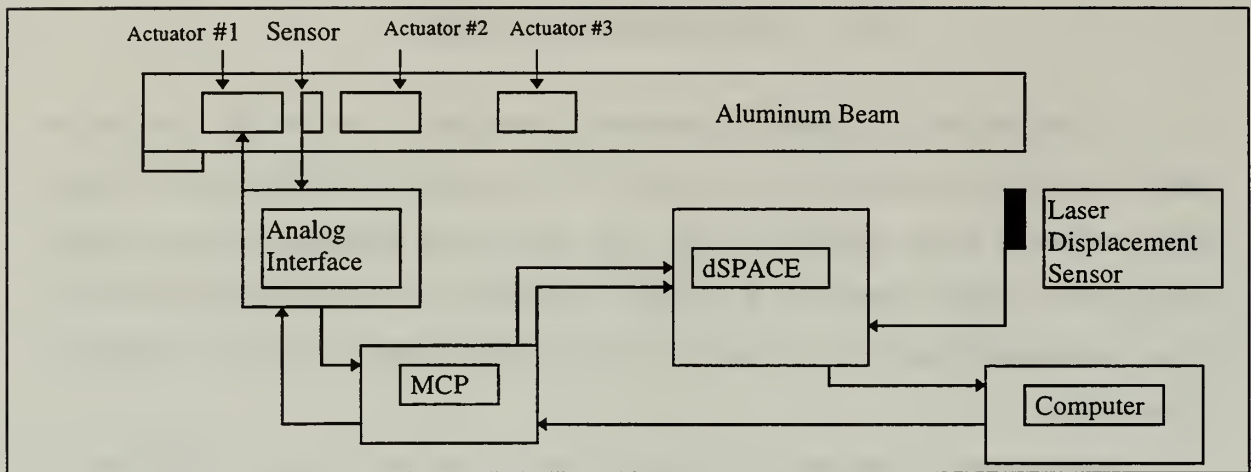 Actuator #1 Sensor Actuator #2 Actuator #3
Aluminum Beam
Analog
Interface
dSPACE
Laser
Displacement
Sensor
MCP
Computer